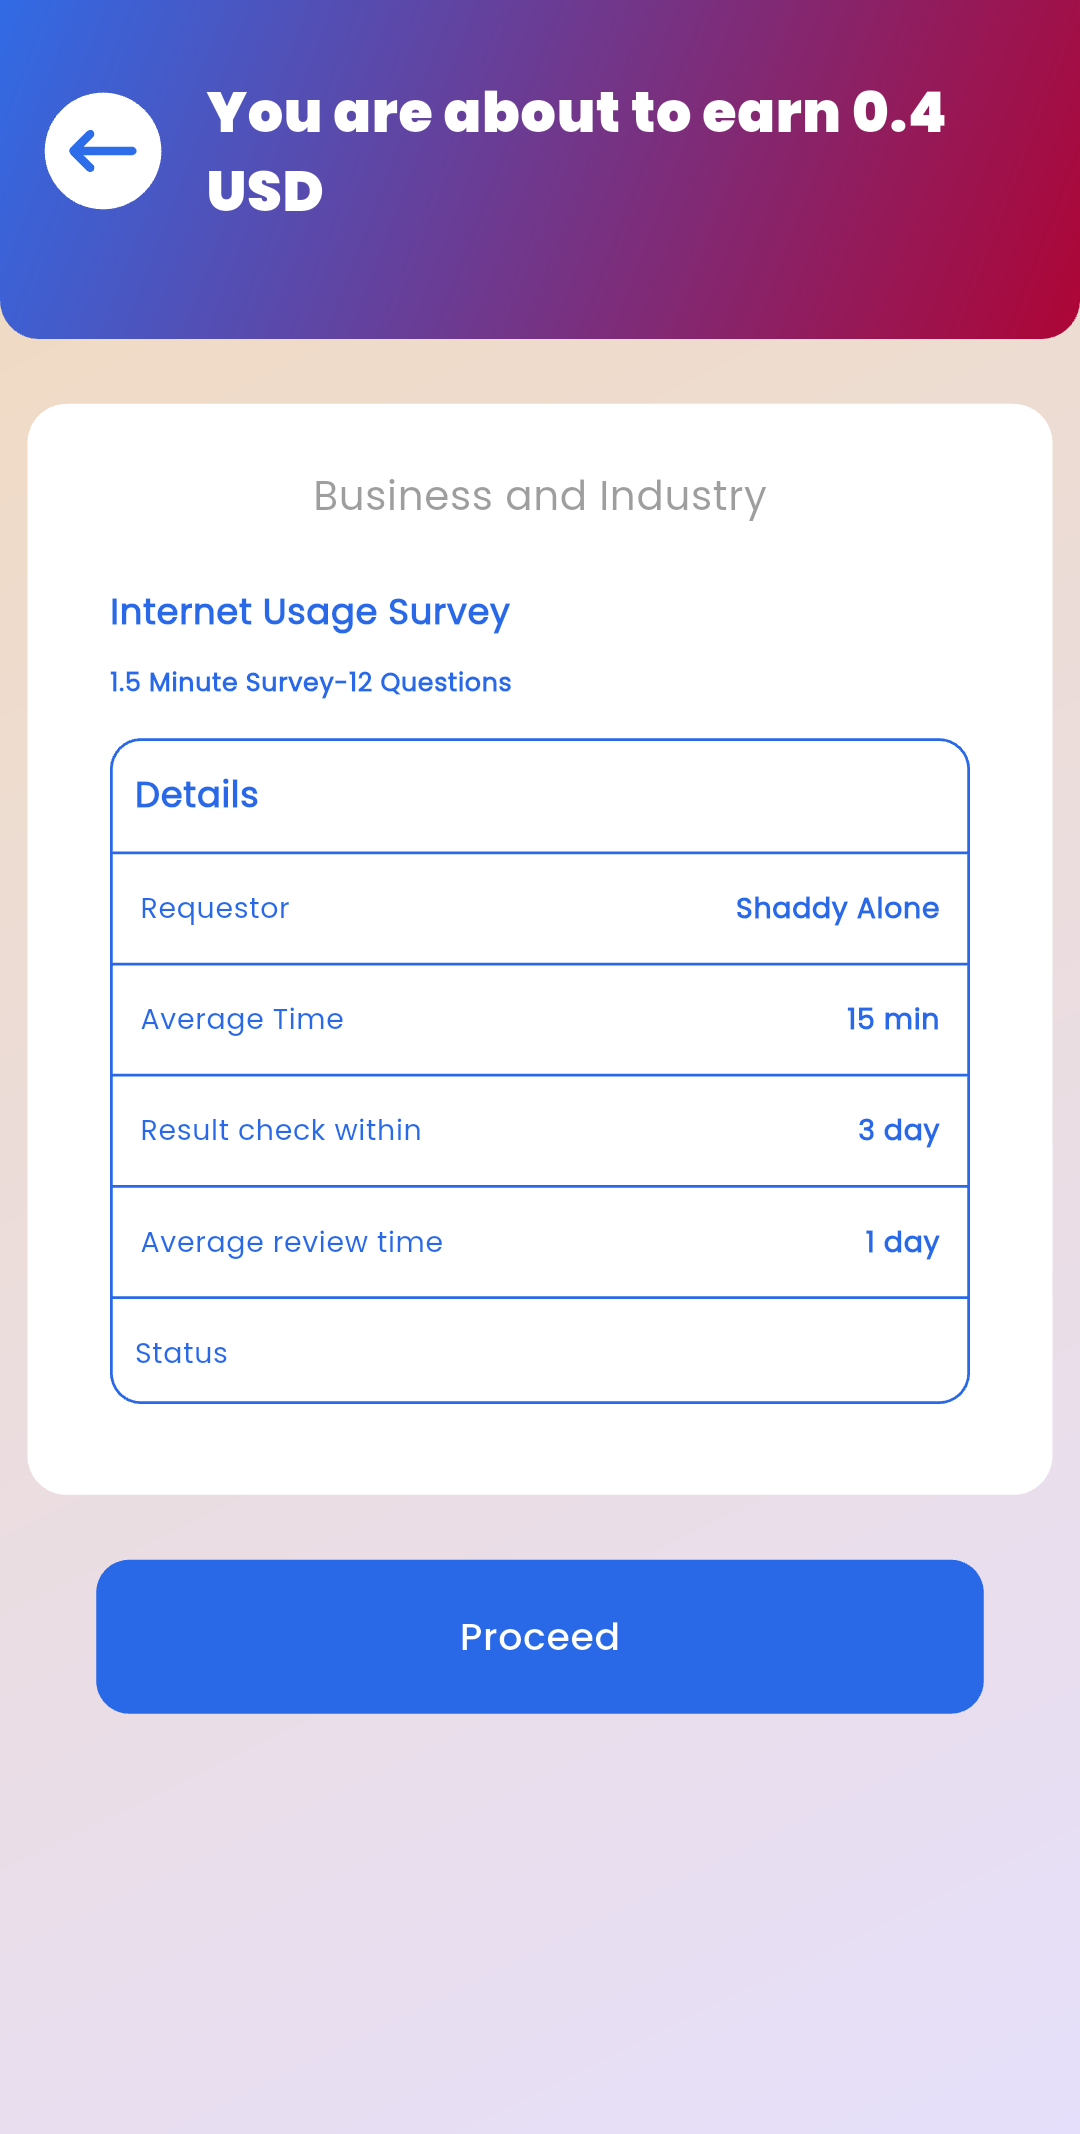 You are about to earn 0.4
USD
Business and Industry
Internet Usage Survey
1.5 Minute Survey-12 Questions
Details
Requestor Shaddy Alone
Average Time 15 min
Result check within 3 day
Average review time 1 day
Status
Proceed